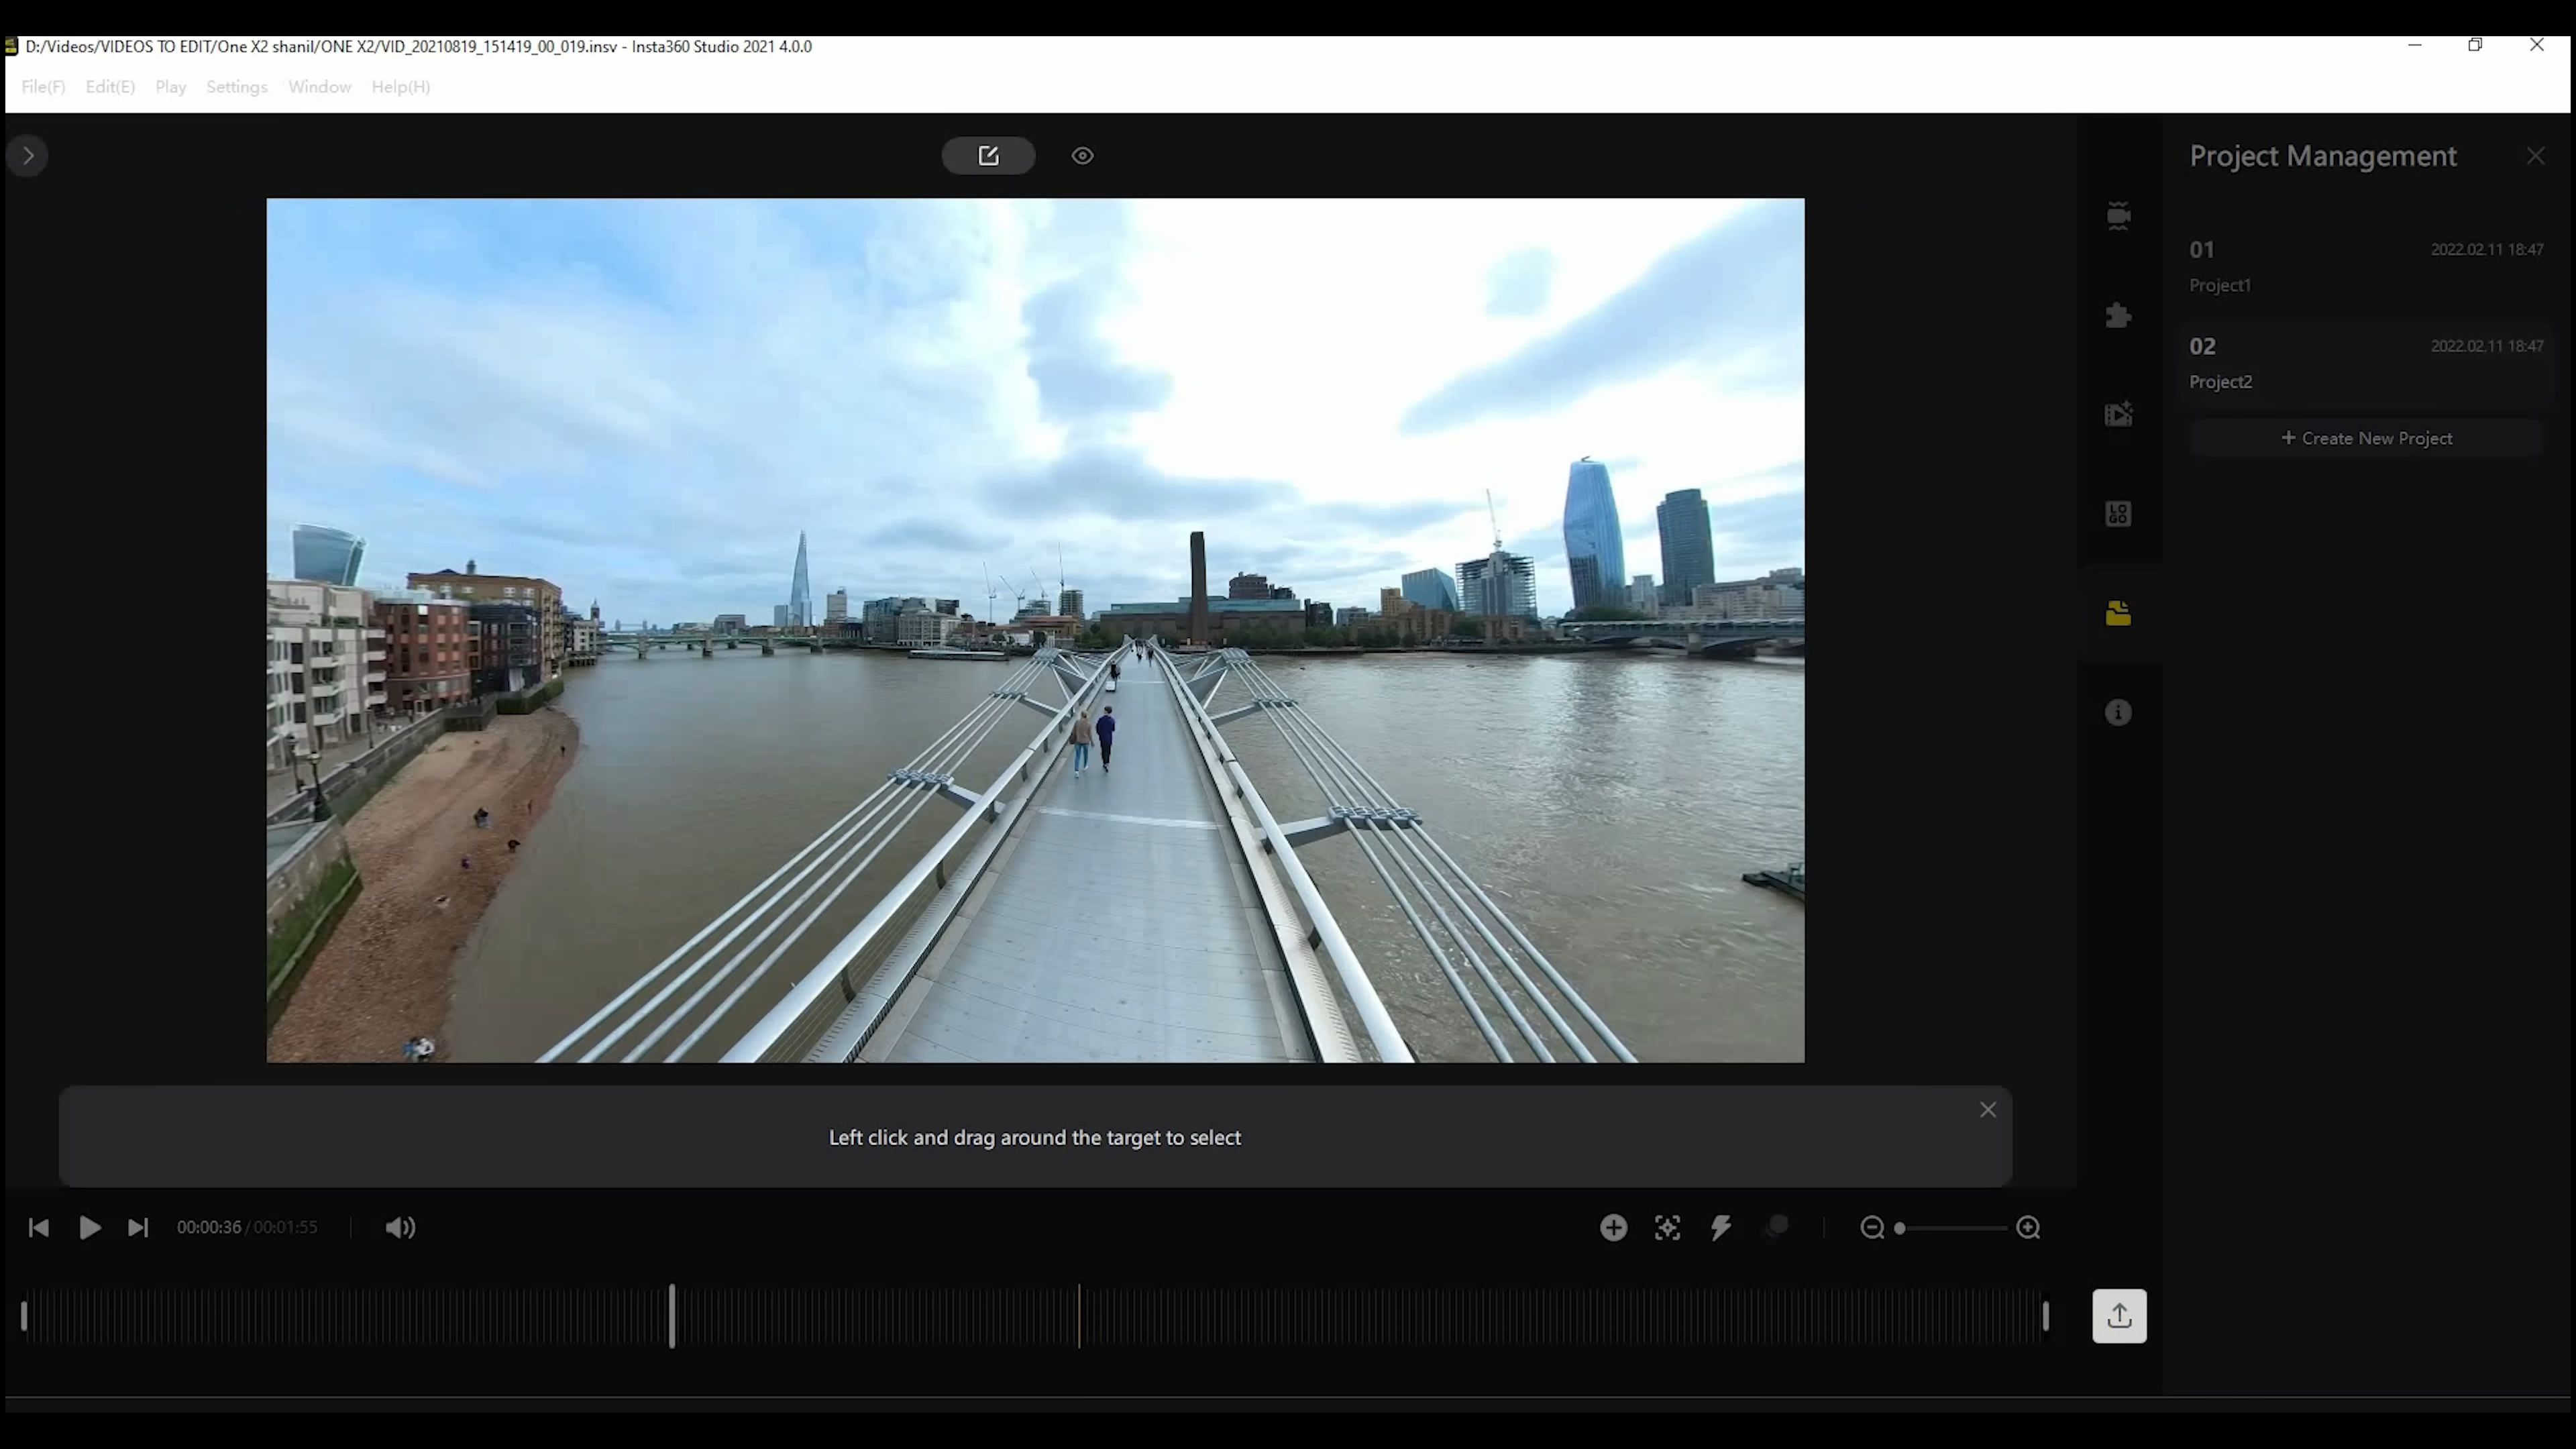 D:/Videos/VIDEOS TO EDIT/One X2 shanil/ONE X2/VID_20210819_151419_00_019.insv - Insta360 Studio 2021 4.0.0
File(F) Edit(E) Play Settings Window Help(H)
Project Management
01 2022.02.11 18:47
Project1
02 2022.02.11 18:47
Project2
+ Create New Project
LOGO
Left click and drag around the target to select
00:00:36/00:01:55